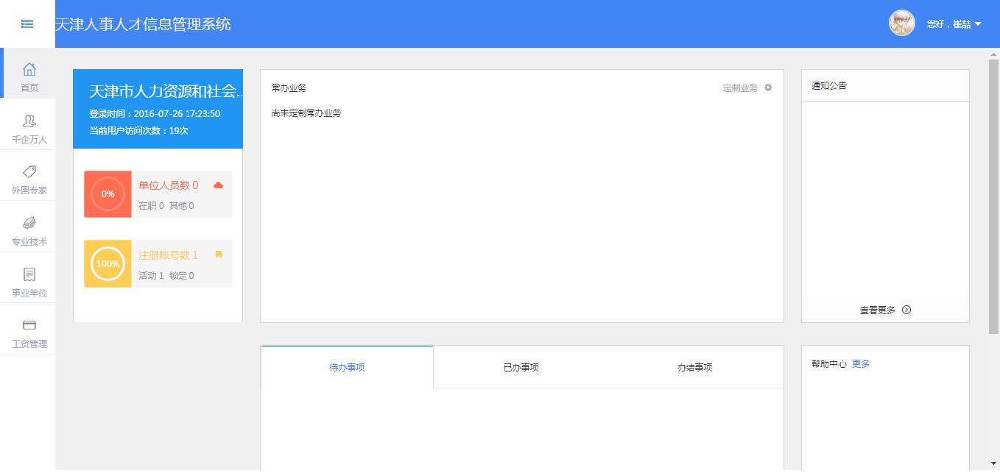 天津人事人才信息管理系统
您好，崔喆
首页
千企万人
外国专家
专业技术
事业单位
工资管理
天津市人力资源和社会...
登录时间：2016-07-26 17:23:50
当前用户访问次数：19次
0%
单位人员数 0
在职 0 其他 0
100%
注册账号数 1
活动 1 锁定 0
常办业务
定制业务
尚未定制常办业务
通知公告
查看更多
待办事项
已办事项
办结事项
帮助中心 更多